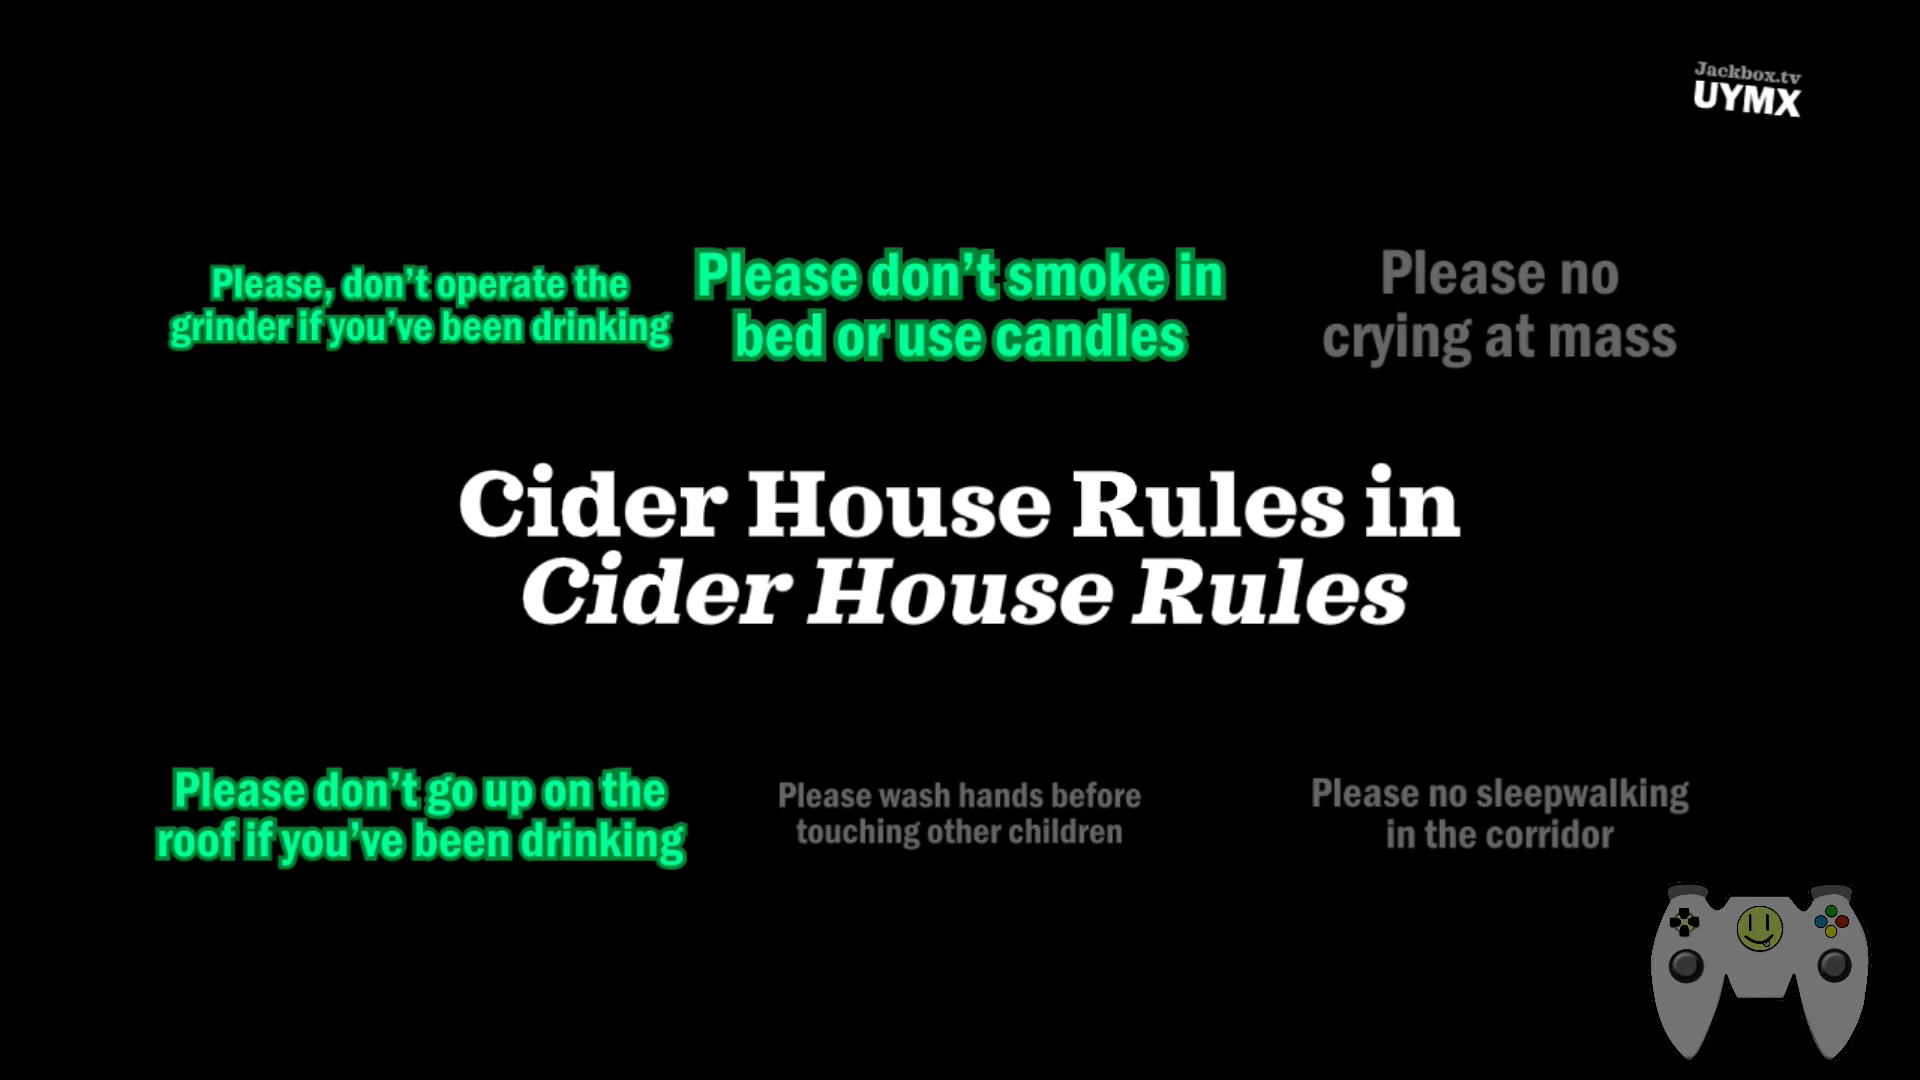 Jackbox.tv
UYMX
Please, don't operate the
grinder if you've been drinking
Please don't smoke in
bed or use candles
Please no
crying at mass
Cider House Rules in
Cider House Rules
Please don't go up on the
roof if you've been drinking
Please wash hands before
touching other children
Please no sleepwalking
in the corridor